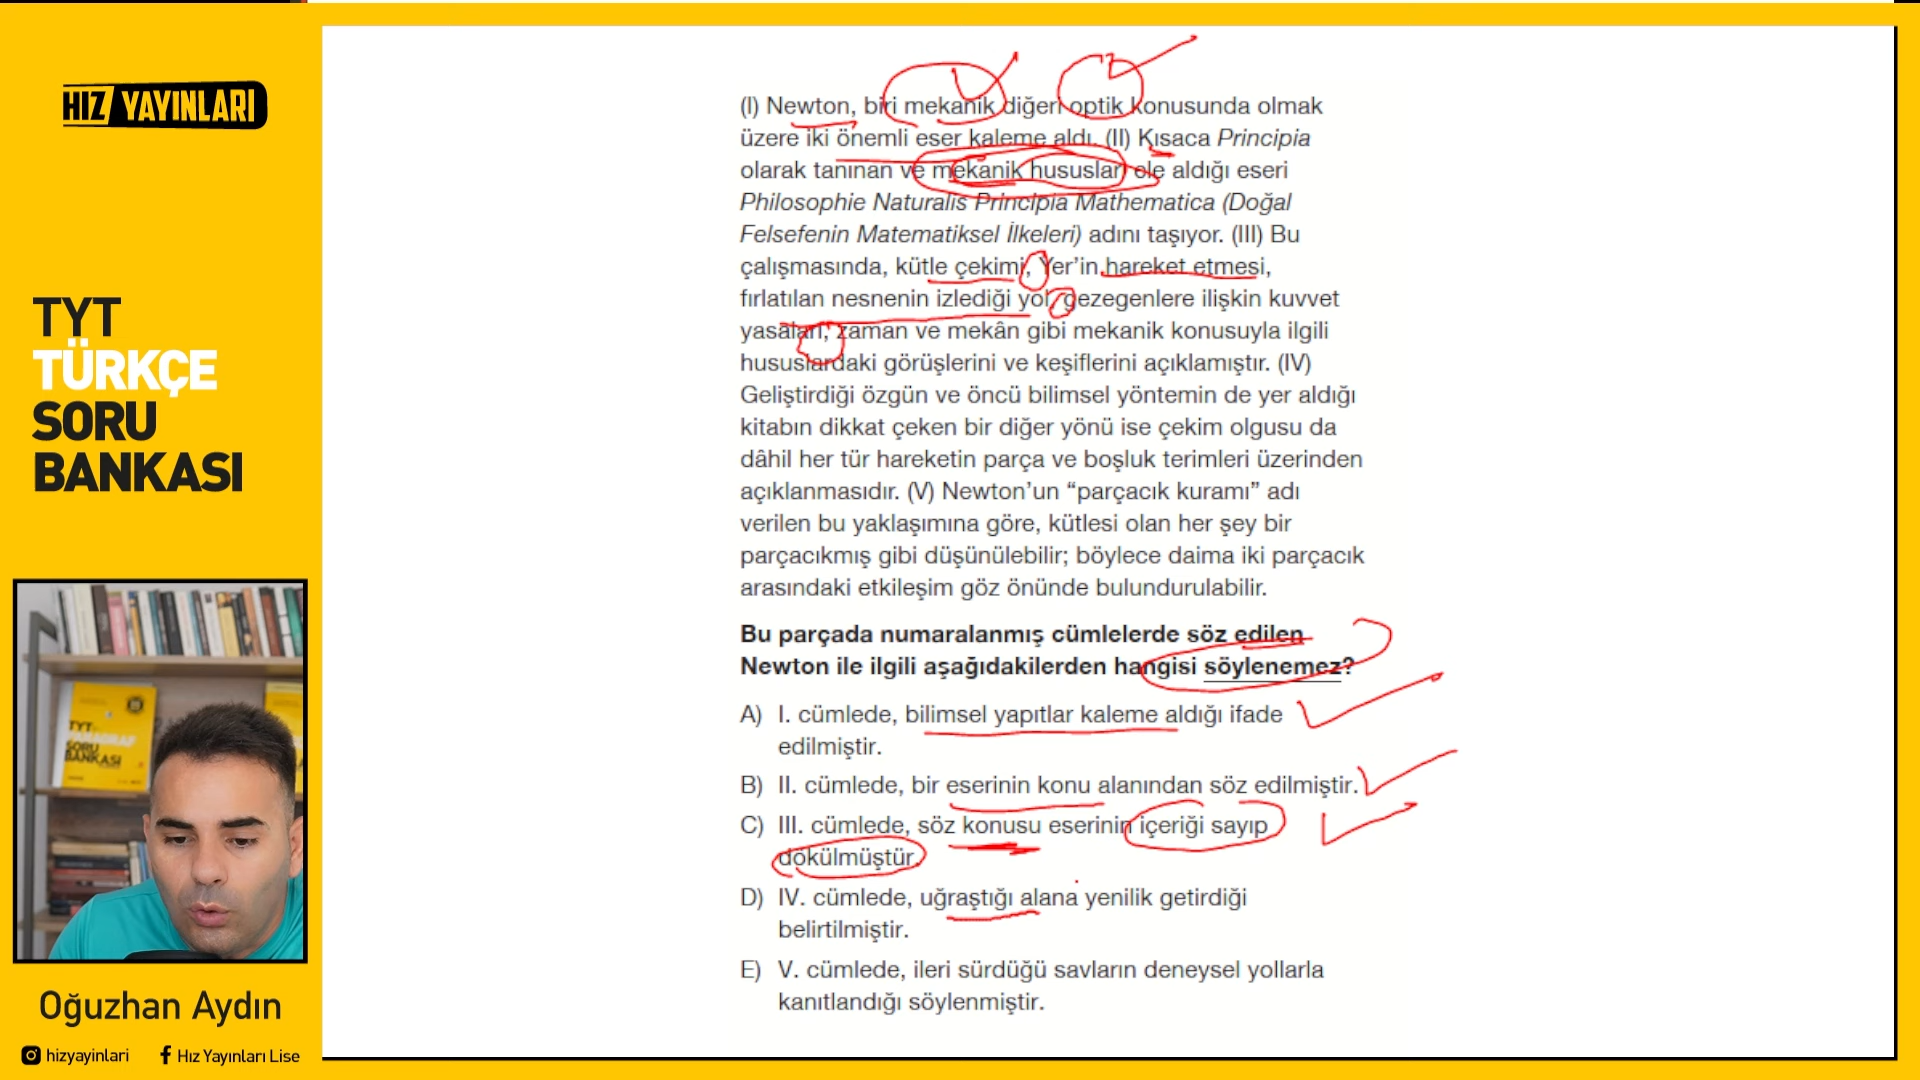 HIZ YAYINLARI
TYT
TÜRKÇE
SORU
BANKASI
Oğuzhan Aydın
hizyayinlari
Hız Yayınları Lise
(I) Newton, biri mekanik diğeri optik konusunda olmak
üzere iki önemli eser kaleme aldı. (II) Kısaca Principia
olarak tanınan ve mekanik hususları ele aldığı eseri
Philosophie Naturalis Principia Mathematica (Doğal
Felsefenin Matematiksel İlkeleri) adını taşıyor. (III) Bu
çalışmasında, kütle çekimi, Yer’in hareket etmesi,
fırlatılan nesnenin izlediği yol, gezegenlere ilişkin kuvvet
yasaları, zaman ve mekân gibi mekanik konusuyla ilgili
hususlardaki görüşlerini ve keşiflerini açıklamıştır. (IV)
Geliştirdiği özgün ve öncü bilimsel yöntemin de yer aldığı
kitabın dikkat çeken bir diğer yönü ise çekim olgusu da
dâhil her tür hareketin parça ve boşluk terimleri üzerinden
açıklanmasıdır. (V) Newton’un “parçacık kuramı” adı
verilen bu yaklaşımına göre, kütlesi olan her şey bir
parçacıkmış gibi düşünülebilir; böylece daima iki parçacık
arasındaki etkileşim göz önünde bulundurulabilir.
Bu parçada numaralanmış cümlelerde söz edilen
Newton ile ilgili aşağıdakilerden hangisi söylenemez?
A) I. cümlede, bilimsel yapıtlar kaleme aldığı ifade
edilmiştir.
B) II. cümlede, bir eserinin konu alanından söz edilmiştir.
C) III. cümlede, söz konusu eserinin içeriği sayıp
dökülmüştür.
D) IV. cümlede, uğraştığı alana yenilik getirdiği
belirtilmiştir.
E) V. cümlede, ileri sürdüğü savların deneysel yollarla
kanıtlandığı söylenmiştir.